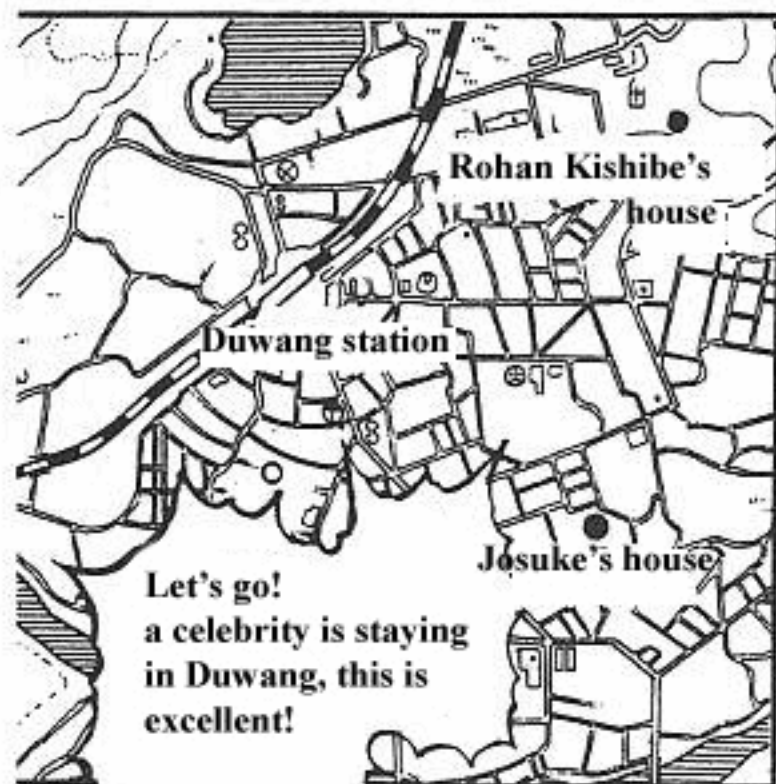 Rohan Kishibe's
house
Duwang station
Josuke's house
Let's go!
a celebrity is staying
in Duwang, this is
excellent!